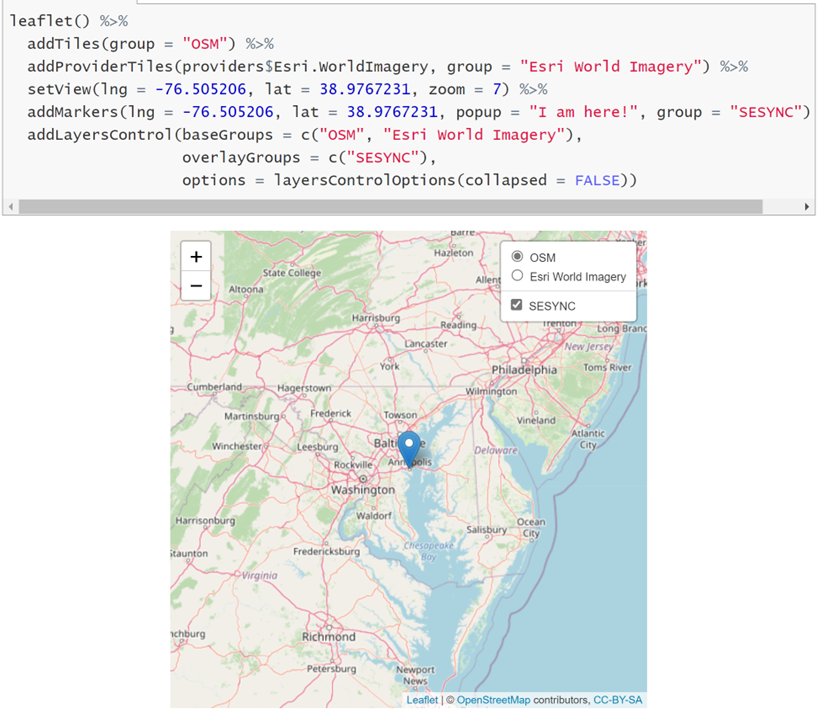 leaflet() %>%
addTiles(group = "OSM") %>%
addProviderTiles(providers$Esri.WorldImagery, group = "Esri World Imagery") %>%
setView(lng = -76.505206, lat = 38.9767231, zoom = 7) %>%
addMarkers(lng = -76.505206, lat = 38.9767231, popup = "I am here!", group = "SESYNC")
addLayersControl(baseGroups = c("OSM", "Esri World Imagery"),
overlayGroups = c("SESYNC"),
options = layersControlOptions(collapsed = FALSE))
+
−
OSM
Esri World Imagery
SESYNC
Barre
Hazleton
State College
Altoona
Allent
Harrisburg
Reading
Trenton
Long Branc
Lancaster
New Jersey
York
Philadelphia
Toms River
Cumberland
Hagerstown
Wilmington
Martinsburg
Frederick
Towson
Vineland
Atlantic
City
Winchester
Leesburg
Delaware
Rockville
Washington
Waldorf
Harrisonburg
Salisbury
Ocean
City
Staunton
Fredericksburg
Chesapeake
Bay
Virginia
nchburg
Richmond
Petersburg
Newport
News
Leaflet | © OpenStreetMap contributors, CC-BY-SA